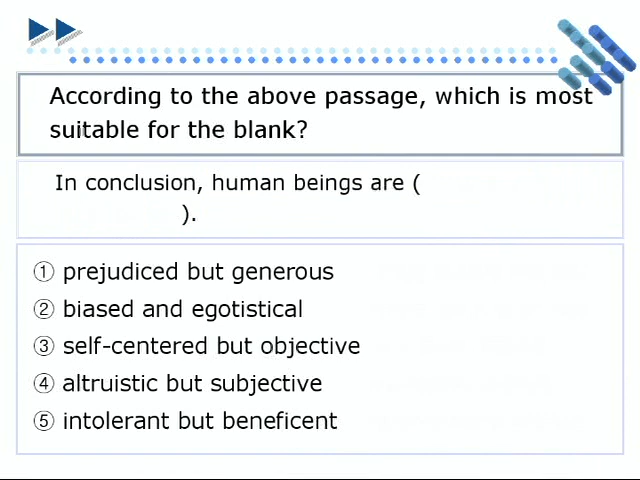 According to the above passage, which is most
suitable for the blank?
In conclusion, human beings are (
).
① prejudiced but generous
② biased and egotistical
③ self-centered but objective
④ altruistic but subjective
⑤ intolerant but beneficent